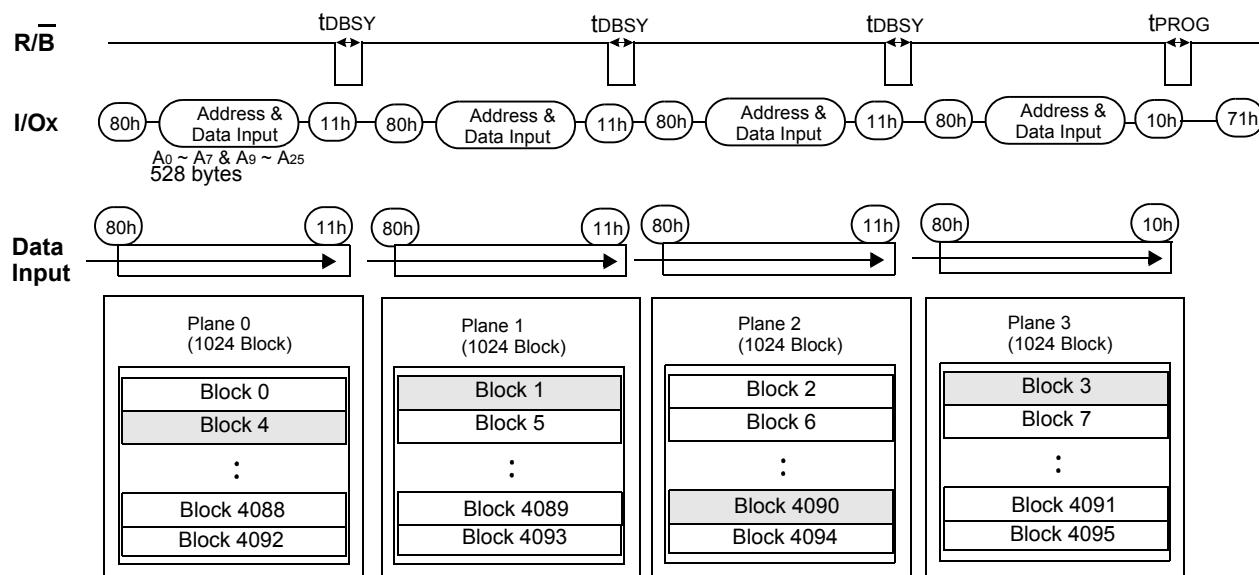 tDBSY tDBSY tDBSY tPROG
R/B
I/Ox 80h Address & Data Input 11h 80h Address & Data Input 11h 80h Address & Data Input 11h 80h Address & Data Input 10h 71h
A0 ~ A7 & A9 ~ A25
528 bytes
80h 11h 80h 11h 80h 11h 80h 10h
Data
Input
Plane 0
(1024 Block)
Block 0
Block 4
:
Block 4088
Block 4092
Plane 1
(1024 Block)
Block 1
Block 5
:
Block 4089
Block 4093
Plane 2
(1024 Block)
Block 2
Block 6
:
Block 4090
Block 4094
Plane 3
(1024 Block)
Block 3
Block 7
:
Block 4091
Block 4095